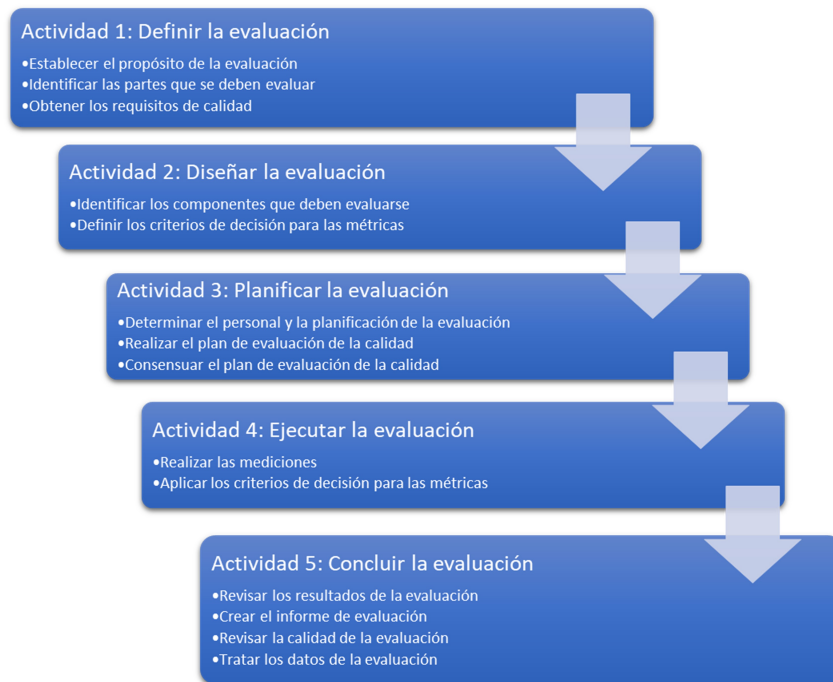 Actividad 1: Definir la evaluación
•Establecer el propósito de la evaluación
•Identificar las partes que se deben evaluar
•Obtener los requisitos de calidad
Actividad 2: Diseñar la evaluación
•Identificar los componentes que deben evaluarse
•Definir los criterios de decisión para las métricas
Actividad 3: Planificar la evaluación
•Determinar el personal y la planificación de la evaluación
•Realizar el plan de evaluación de la calidad
•Consensuar el plan de evaluación de la calidad
Actividad 4: Ejecutar la evaluación
•Realizar las mediciones
•Aplicar los criterios de decisión para las métricas
Actividad 5: Concluir la evaluación
•Revisar los resultados de la evaluación
•Crear el informe de evaluación
•Revisar la calidad de la evaluación
•Tratar los datos de la evaluación